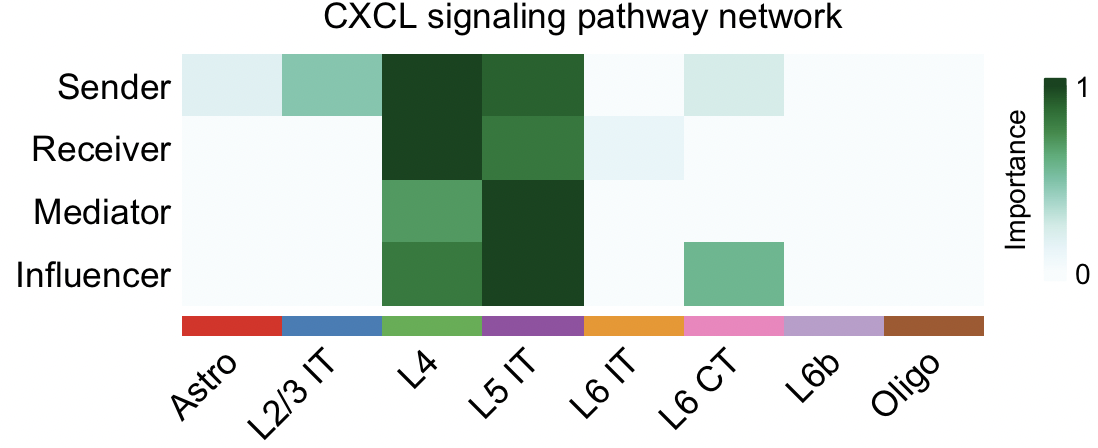 CXCL signaling pathway network
Sender
Receiver
Mediator
Influencer
Astro
L2/3 IT
L4
L5 IT
L6 IT
L6 CT
L6b
Oligo
Importance
1
0